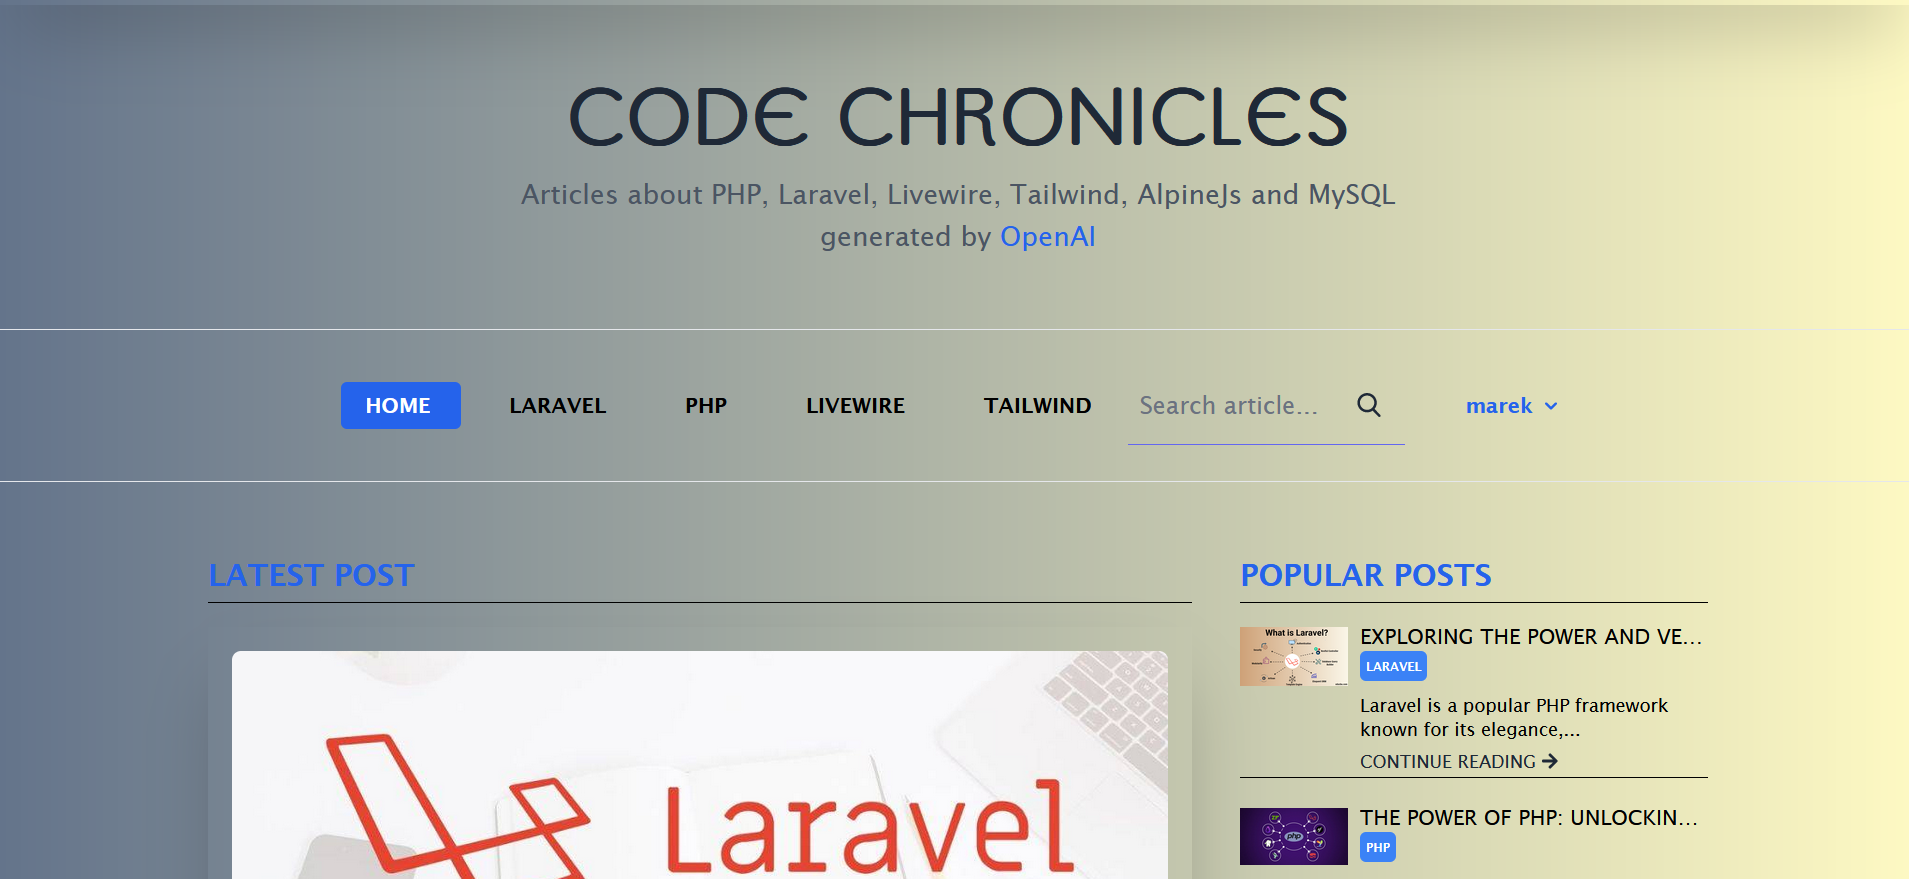 CODE CHRONICLES
Articles about PHP, Laravel, Livewire, Tailwind, AlpineJs and MySQL
generated by OpenAI
HOME
LARAVEL
PHP
LIVEWIRE
TAILWIND
Search article...
marek
LATEST POST
Laravel
POPULAR POSTS
What is Laravel?
EXPLORING THE POWER AND VE...
LARAVEL
Laravel is a popular PHP framework
known for its elegance,...
CONTINUE READING
php
THE POWER OF PHP: UNLOCKIN...
PHP